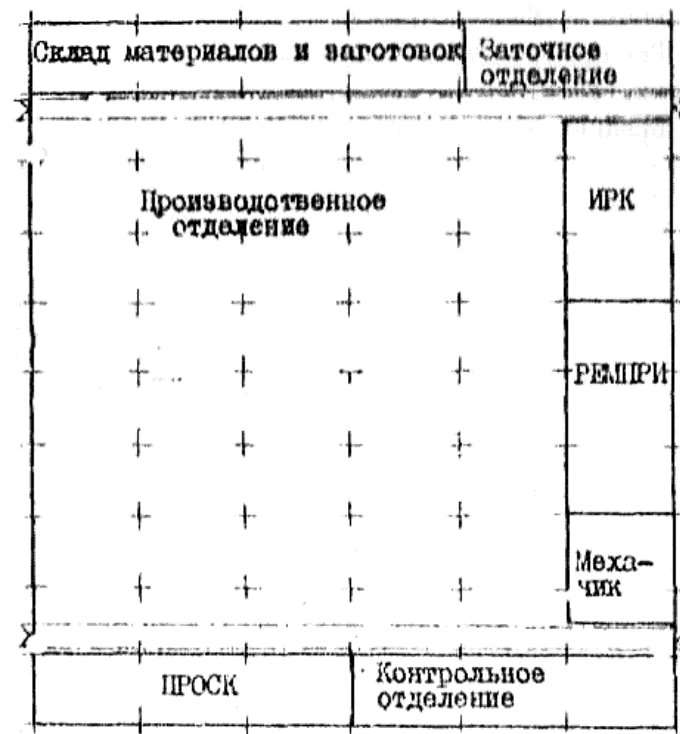 Склад материалов и заготовок
Заточное
отделение
Производственное
отделение
ИРК
РЕМПРИ
Меха-
ник
ПРОСК
Контрольное
отделение